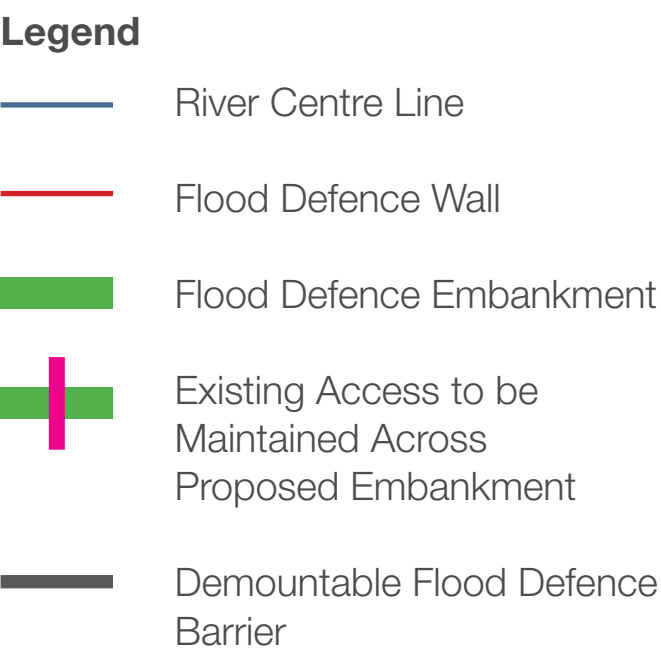 Legend
River Centre Line
Flood Defence Wall
Flood Defence Embankment
Existing Access to be
Maintained Across
Proposed Embankment
Demountable Flood Defence
Barrier